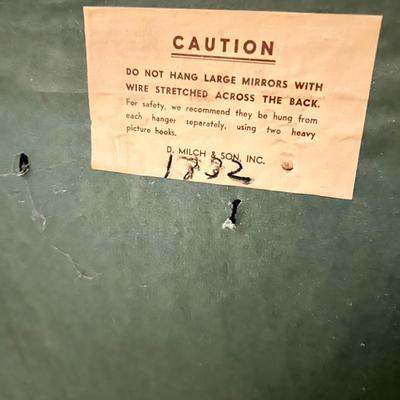 CAUTION
DO NOT HANG LARGE MIRRORS WITH
WIRE STRETCHED ACROSS THE BACK.
For safety, we recommend they be hung from
each hanger separately, using two heavy
picture hooks.
D. MILCH & SON, INC.
1732